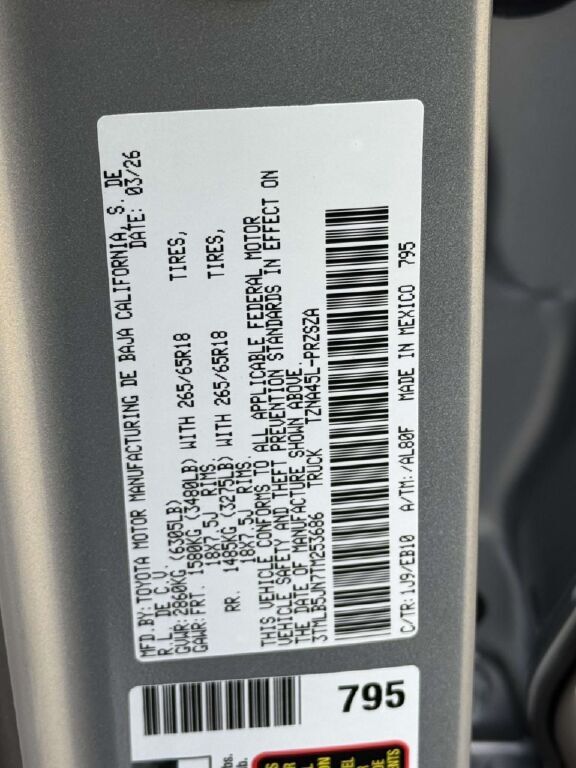 MFD.BY:TOYOTA MOTOR MANUFACTURING DE BAJA CALIFORNIA, S. DE
R.L. DE C.V. DATE: 03/26
GVWR:2860KG (6305LB)
GAWR:FRT. 1580KG (3480LB) WITH 265/65R18 TIRES,
18X7.5J RIMS
RR. 1485KG (3275LB) WITH 265/65R18 TIRES,
18X7.5J RIMS.
THIS VEHICLE CONFORMS TO ALL APPLICABLE FEDERAL MOTOR
VEHICLE SAFETY AND THEFT PREVENTION STANDARDS IN EFFECT ON
THE DATE OF MANUFACTURE SHOWN ABOVE.
3TMLB5JN7TM253686 TRUCK TZNA45L-PRZSZA
C/TR:1J9/EB10 A/TM:/AL80F MADE IN MEXICO 795
795
bs.